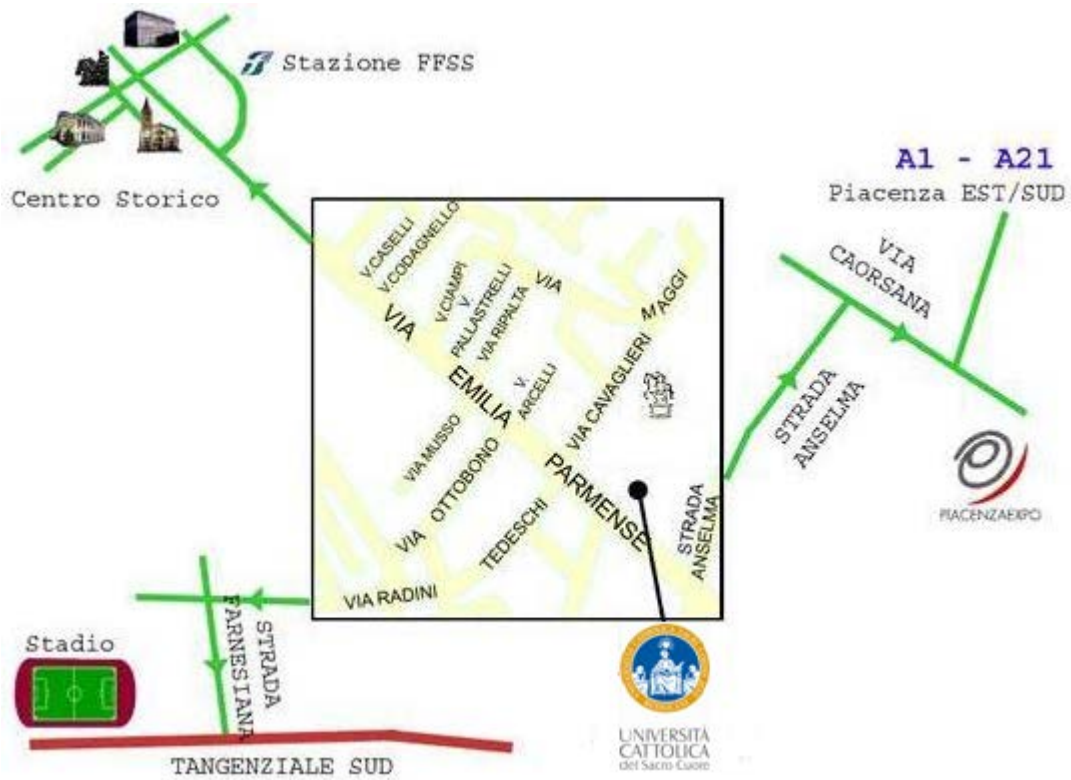 Stazione FFSS
Centro Storico
A1 - A21
Piacenza EST/SUD
VIA
CAORSANA
STRADA
ANSELMA
PIACENZAEXPO
V.CASELLI
V.CODAGNELLO
V.CIAMPI
V.
PALLASTRELLI
VIA RIPALTA
VIA
MAGGI
VIA
EMILIA
PARMENSE
V.
ARCELLI
VIA CAVAGLIERI
VIA MUSSO
VIA OTTOBONO
TEDESCHI
VIA RADINI
STRADA
ANSELMA
STRADA
FARNESIANA
Stadio
TANGENZIALE SUD
UNIVERSITÀ
CATTOLICA
del Sacro Cuore